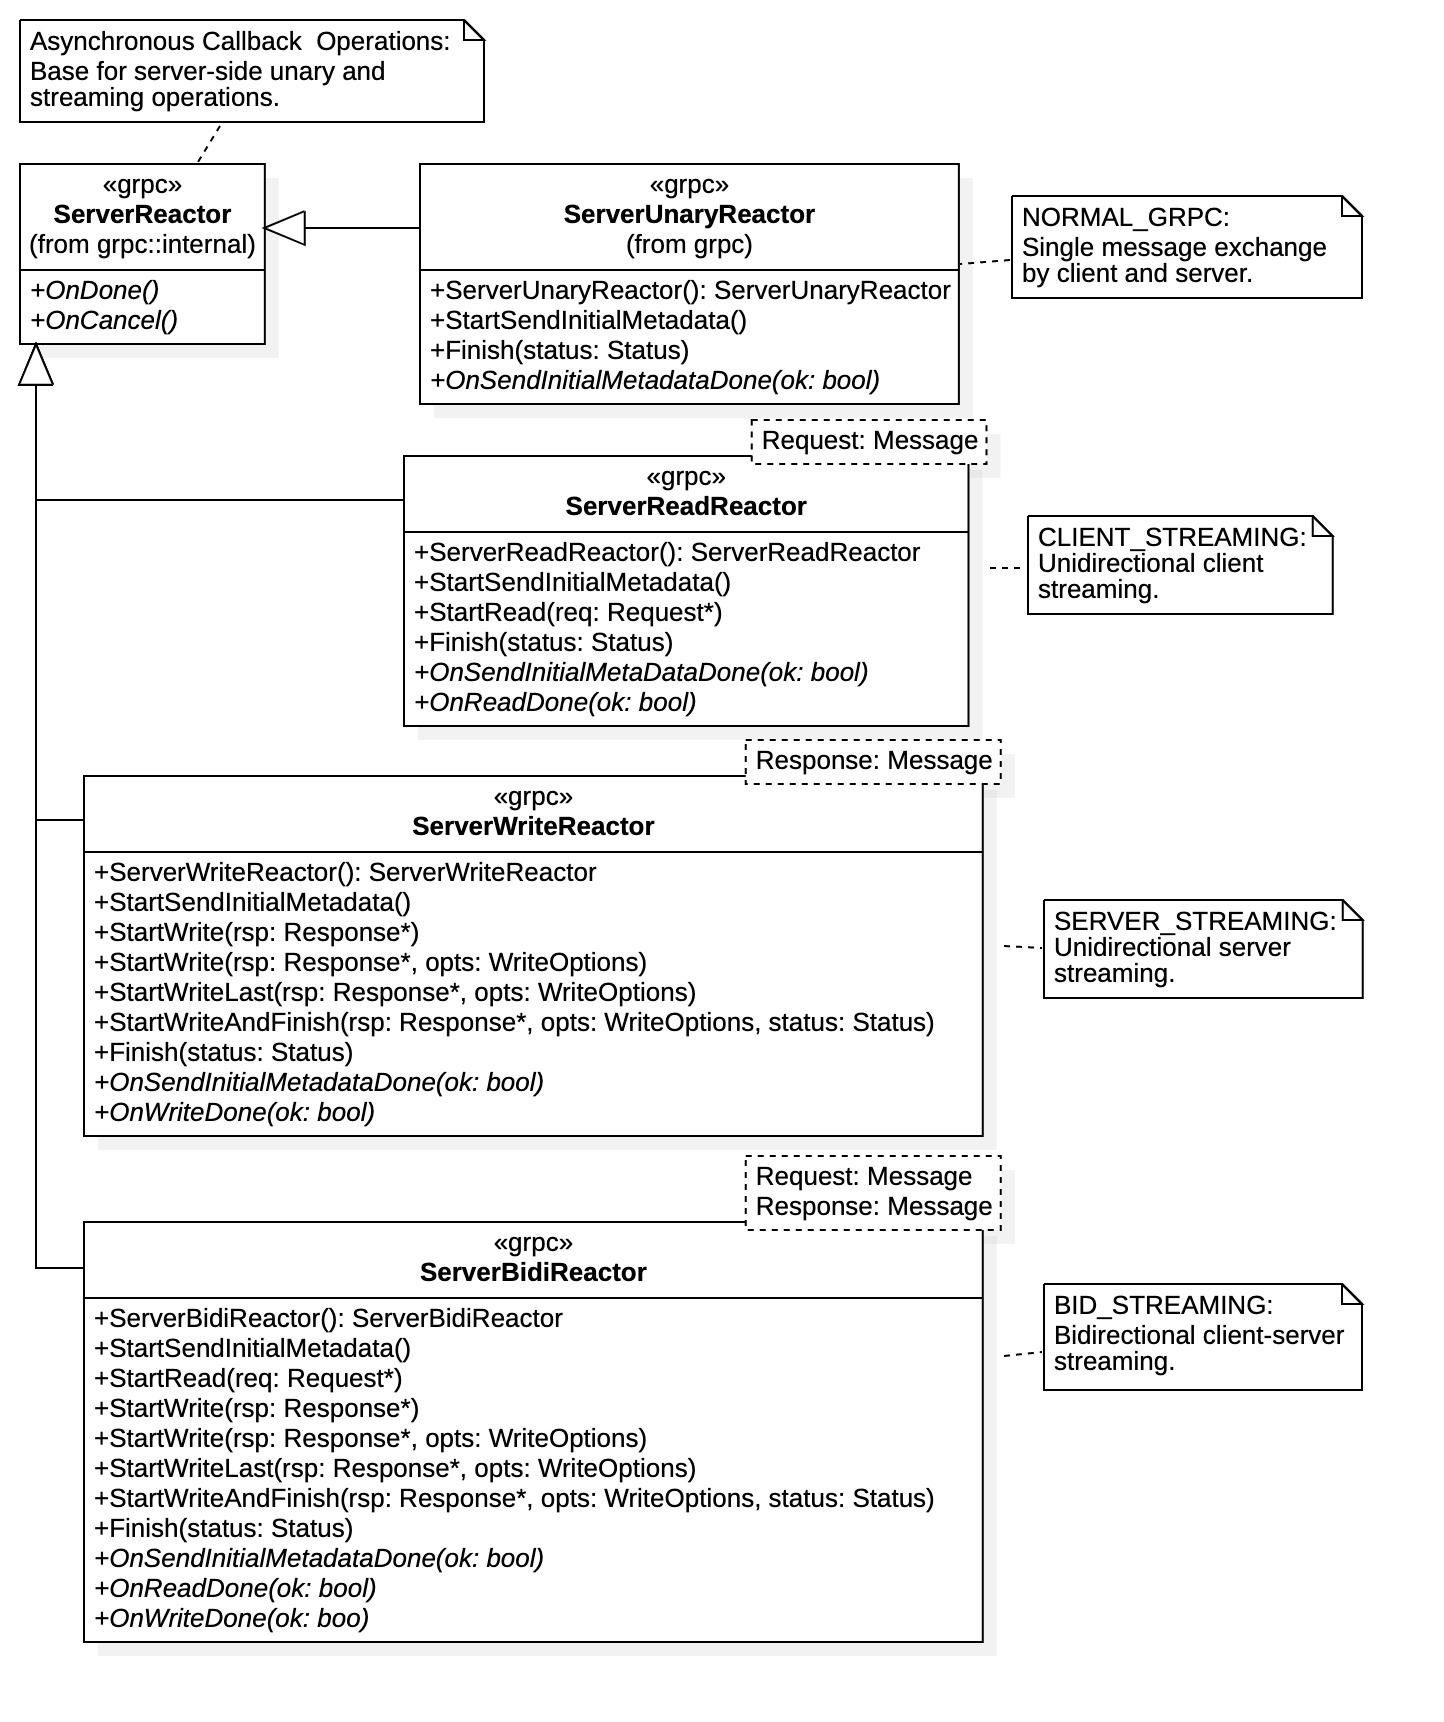 Asynchronous Callback  Operations:
Base for server-side unary and
streaming operations.
«grpc»
ServerReactor
(from grpc::internal)
+OnDone()
+OnCancel()
«grpc»
ServerUnaryReactor
(from grpc)
+ServerUnaryReactor(): ServerUnaryReactor
+StartSendInitialMetadata()
+Finish(status: Status)
+OnSendInitialMetadataDone(ok: bool)
NORMAL_GRPC:
Single message exchange
by client and server.
Request: Message
«grpc»
ServerReadReactor
+ServerReadReactor(): ServerReadReactor
+StartSendInitialMetadata()
+StartRead(req: Request*)
+Finish(status: Status)
+OnSendInitialMetaDataDone(ok: bool)
+OnReadDone(ok: bool)
CLIENT_STREAMING:
Unidirectional client
streaming.
Response: Message
«grpc»
ServerWriteReactor
+ServerWriteReactor(): ServerWriteReactor
+StartSendInitialMetadata()
+StartWrite(rsp: Response*)
+StartWrite(rsp: Response*, opts: WriteOptions)
+StartWriteLast(rsp: Response*, opts: WriteOptions)
+StartWriteAndFinish(rsp: Response*, opts: WriteOptions, status: Status)
+Finish(status: Status)
+OnSendInitialMetadataDone(ok: bool)
+OnWriteDone(ok: bool)
SERVER_STREAMING:
Unidirectional server
streaming.
Request: Message
Response: Message
«grpc»
ServerBidiReactor
+ServerBidiReactor(): ServerBidiReactor
+StartSendInitialMetadata()
+StartRead(req: Request*)
+StartWrite(rsp: Response*)
+StartWrite(rsp: Response*, opts: WriteOptions)
+StartWriteLast(rsp: Response*, opts: WriteOptions)
+StartWriteAndFinish(rsp: Response*, opts: WriteOptions, status: Status)
+Finish(status: Status)
+OnSendInitialMetadataDone(ok: bool)
+OnReadDone(ok: bool)
+OnWriteDone(ok: boo)
BID_STREAMING:
Bidirectional client-server
streaming.